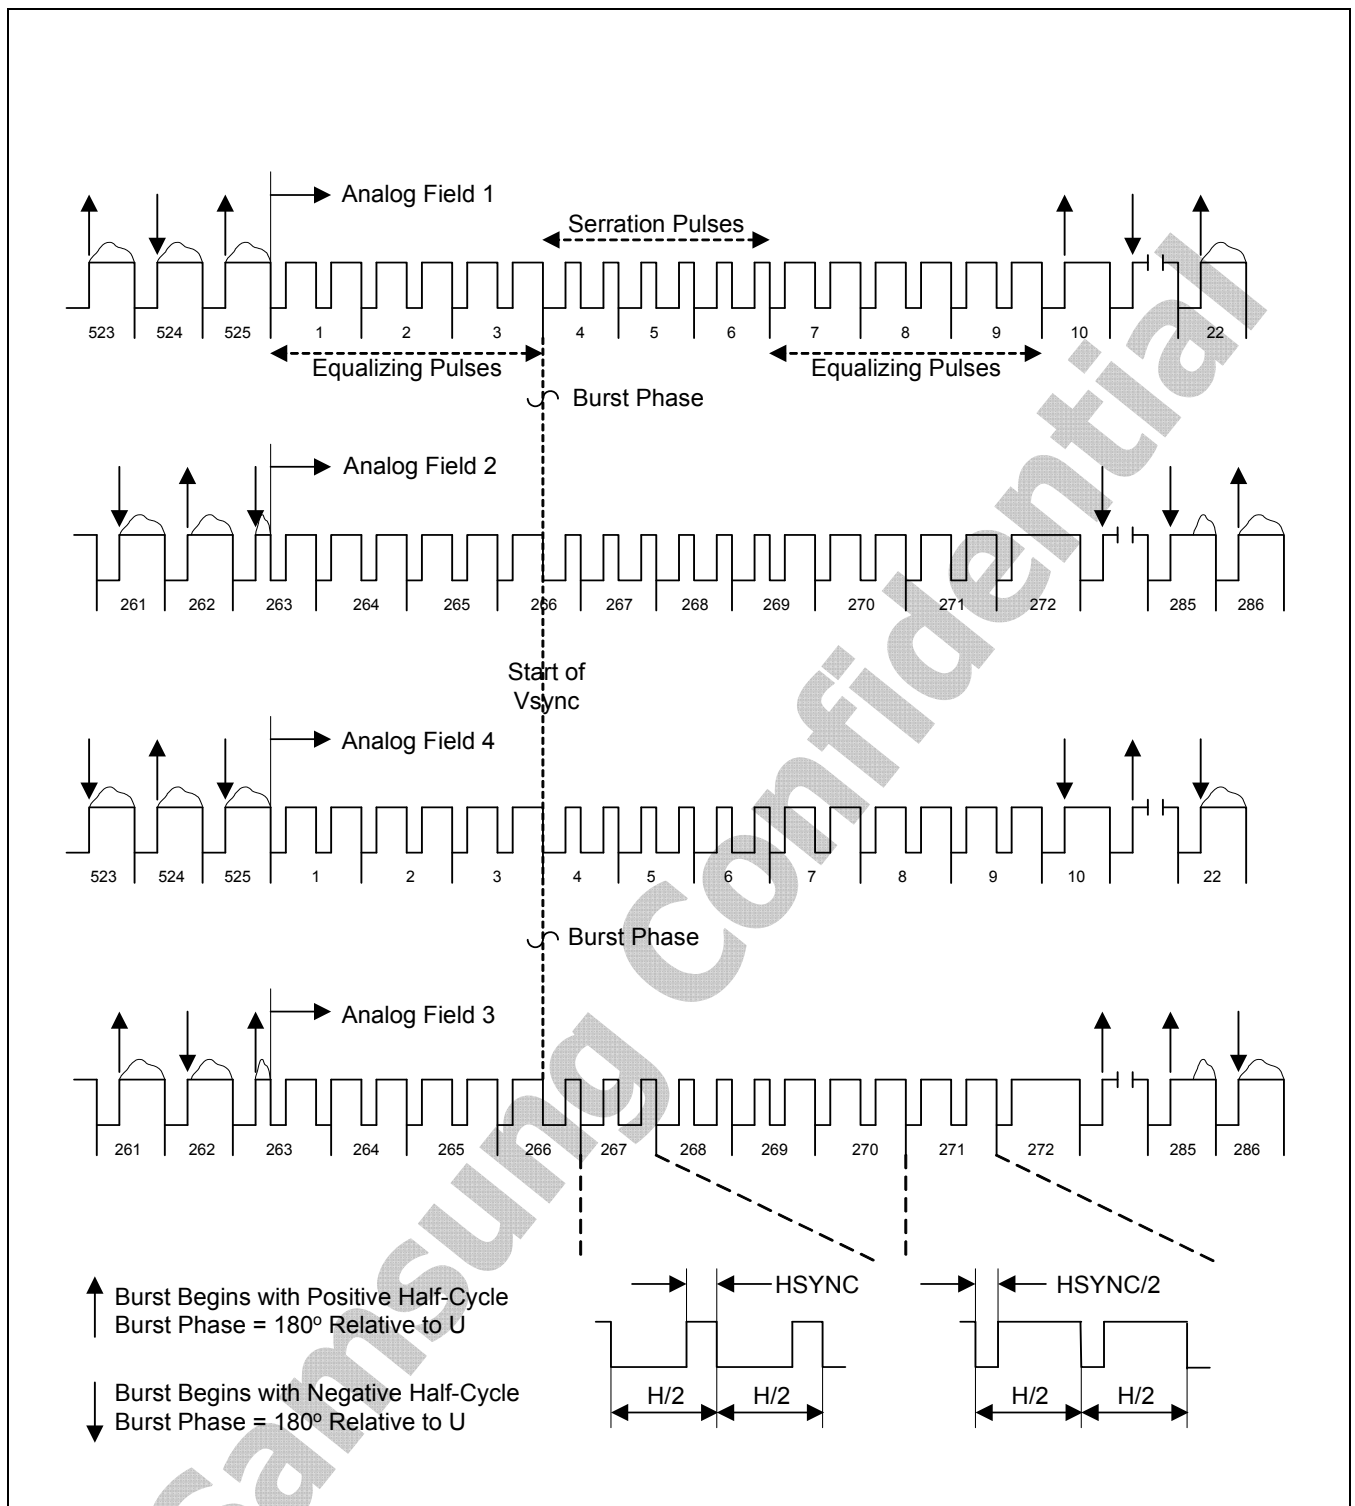 Analog Field 1
Serration Pulses
523 524 525 1 2 3 4 5 6 7 8 9 10 22
Equalizing Pulses Equalizing Pulses
Burst Phase
Analog Field 2
261 262 263 264 265 266 267 268 269 270 271 272 285 286
Start of
Vsync
Analog Field 4
523 524 525 1 2 3 4 5 6 7 8 9 10 22
Burst Phase
Analog Field 3
261 262 263 264 265 266 267 268 269 270 271 272 285 286
HSYNC HSYNC/2
Burst Begins with Positive Half-Cycle
Burst Phase = 180º Relative to U
H/2 H/2 H/2 H/2
Burst Begins with Negative Half-Cycle
Burst Phase = 180º Relative to U
Samsung Confidential